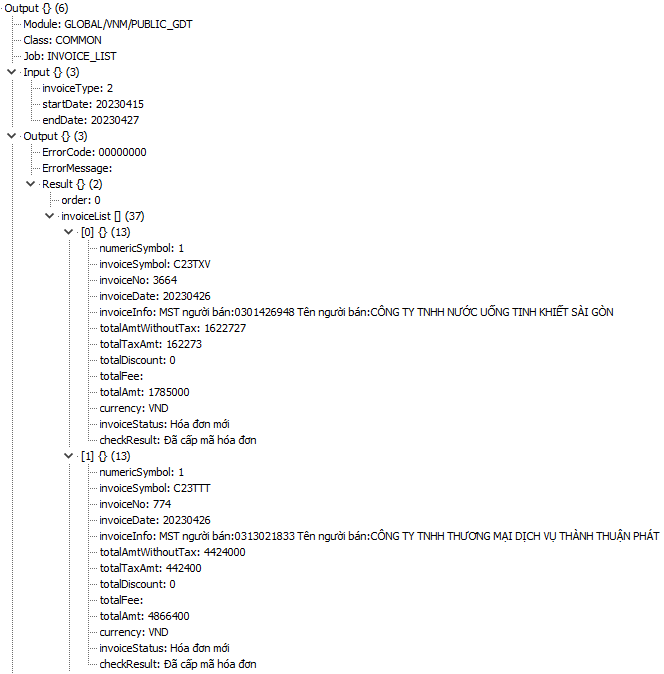 Output {} (6)
Module: GLOBAL/VNM/PUBLIC_GDT
Class: COMMON
Job: INVOICE_LIST
Input {} (3)
invoiceType: 2
startDate: 20230415
endDate: 20230427
Output {} (3)
ErrorCode: 00000000
ErrorMessage:
Result {} (2)
order: 0
invoiceList [] (37)
[0] {} (13)
numericSymbol: 1
invoiceSymbol: C23TXV
invoiceNo: 3664
invoiceDate: 20230426
invoiceInfo: MST người bán:0301426948 Tên người bán:CÔNG TY TNHH NƯỚC UỐNG TINH KHIẾT SÀI GÒN
totalAmtWithoutTax: 1622727
totalTaxAmt: 162273
totalDiscount: 0
totalFee:
totalAmt: 1785000
currency: VND
invoiceStatus: Hóa đơn mới
checkResult: Đã cấp mã hóa đơn
[1] {} (13)
numericSymbol: 1
invoiceSymbol: C23TTT
invoiceNo: 774
invoiceDate: 20230426
invoiceInfo: MST người bán:0313021833 Tên người bán:CÔNG TY TNHH THƯƠNG MẠI DỊCH VỤ THÀNH THUẬN PHÁT
totalAmtWithoutTax: 4424000
totalTaxAmt: 442400
totalDiscount: 0
totalFee:
totalAmt: 4866400
currency: VND
invoiceStatus: Hóa đơn mới
checkResult: Đã cấp mã hóa đơn